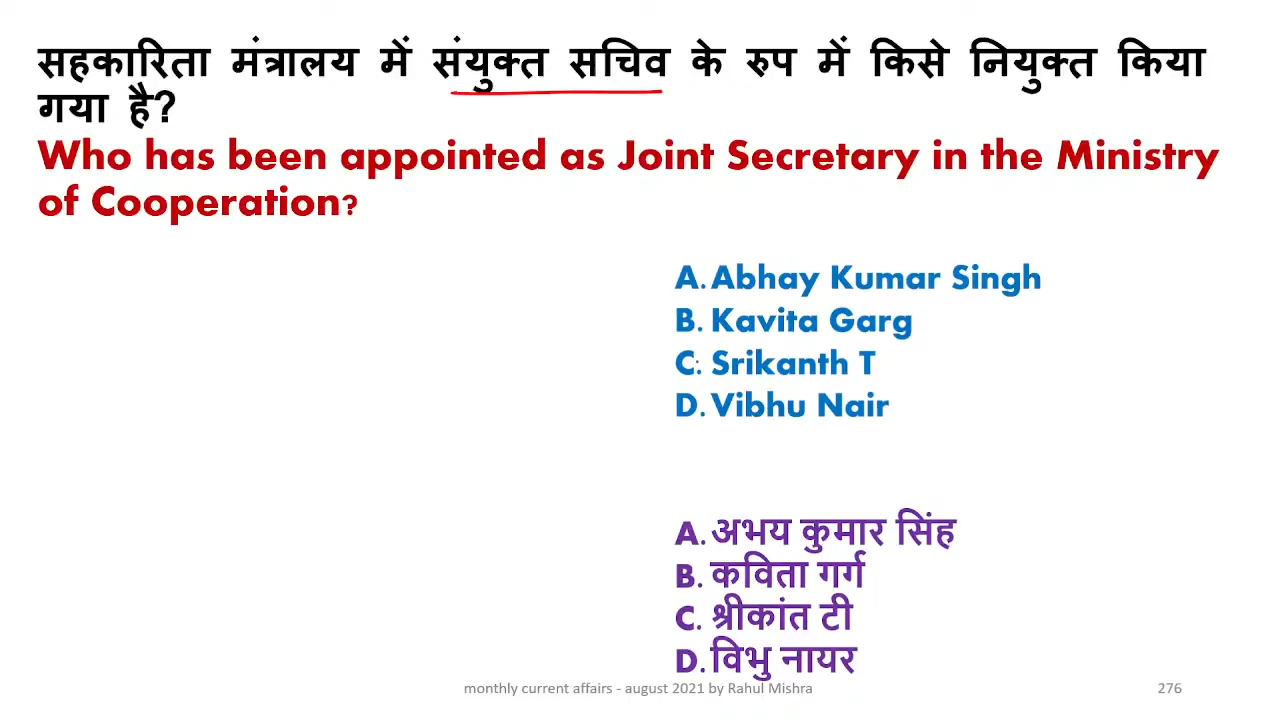 सहकारिता मंत्रालय में संयुक्त सचिव के रुप में किसे नियुक्त किया
गया है?
Who has been appointed as Joint Secretary in the Ministry
of Cooperation?
A. Abhay Kumar Singh
B. Kavita Garg
C. Srikanth T
D. Vibhu Nair
A. अभय कुमार सिंह
B. कविता गर्ग
C. श्रीकांत टी
D. विभु नायर
monthly current affairs - august 2021 by Rahul Mishra
276